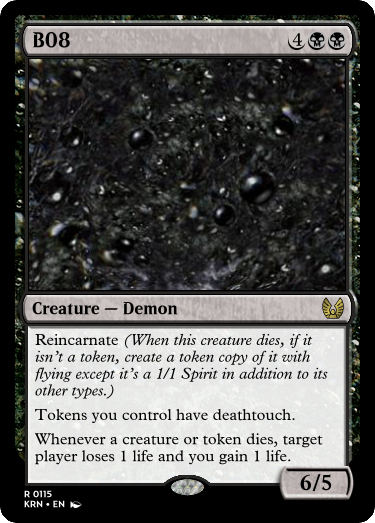 B08 4
Creature — Demon
Reincarnate (When this creature dies, if it
isn't a token, create a token copy of it with
flying except it's a 1/1 Spirit in addition to its
other types.)
Tokens you control have deathtouch.
Whenever a creature or token dies, target
player loses 1 life and you gain 1 life.
6/5
R 0115
KRN • EN